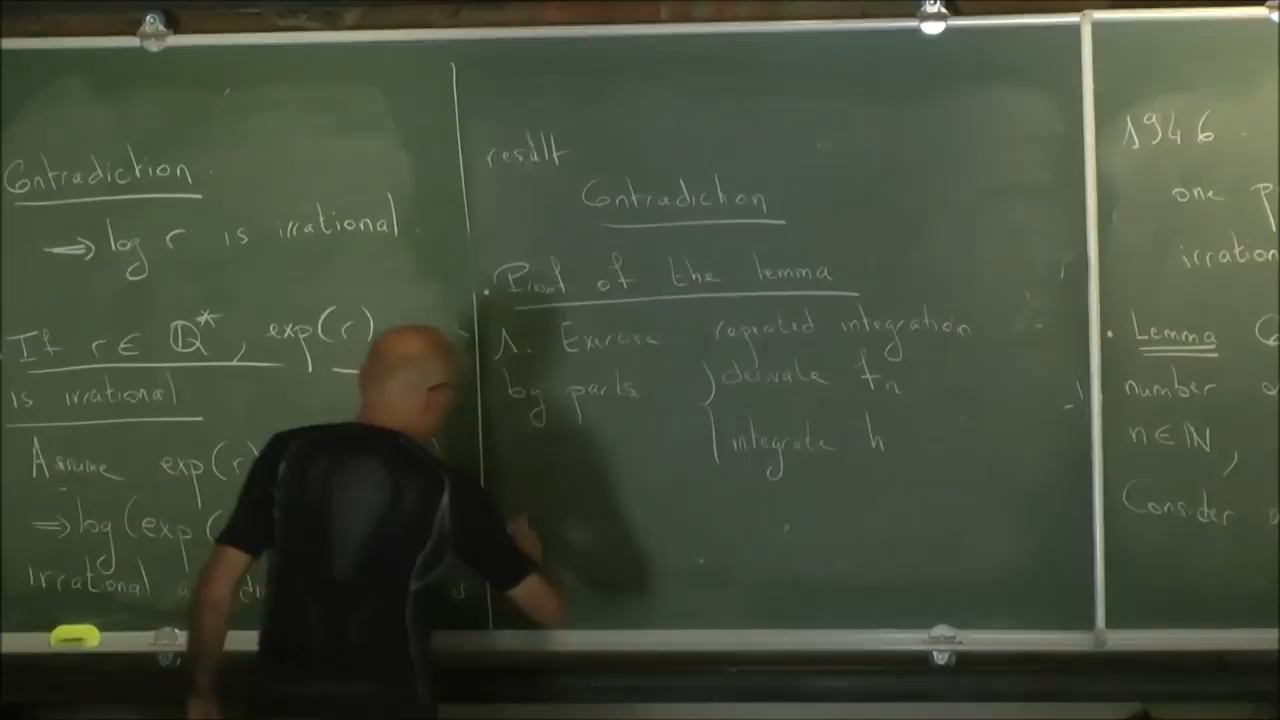 Contradiction.
⇒ log r is irrational.
If r ∈ ℚ*, exp(r)
is irrational
Assume exp(r)
⇒ log(exp(
irrational
result
Contradiction
. Proof of the lemma
1. Exercise repeated integration
by parts } derivate fn
integrate h
1946.
one
. Lemma
number
n ∈ ℕ,
Consider